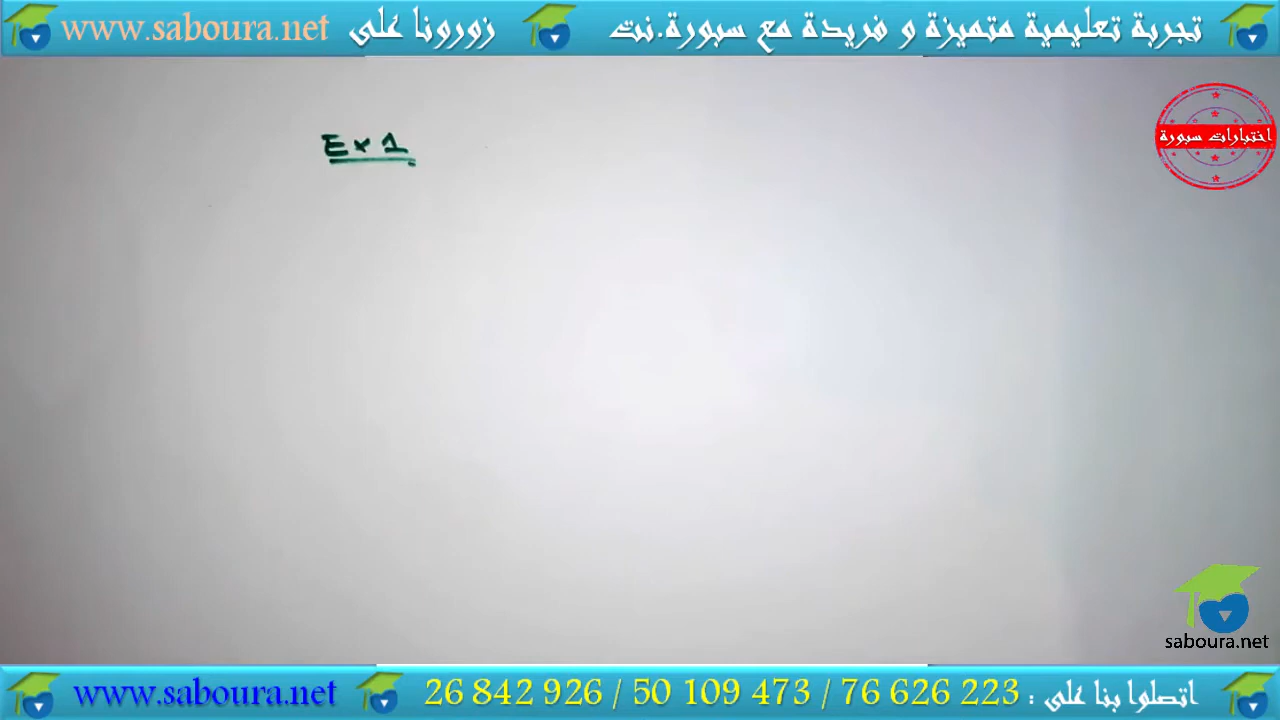 تجربة تعليمية متميزة و فريدة مع سبورة.نت زورونا على www.saboura.net
Ex 1
اختبارات سبورة
saboura.net
اتصلوا بنا على : 26 842 926 / 50 109 473 / 76 626 223 www.saboura.net